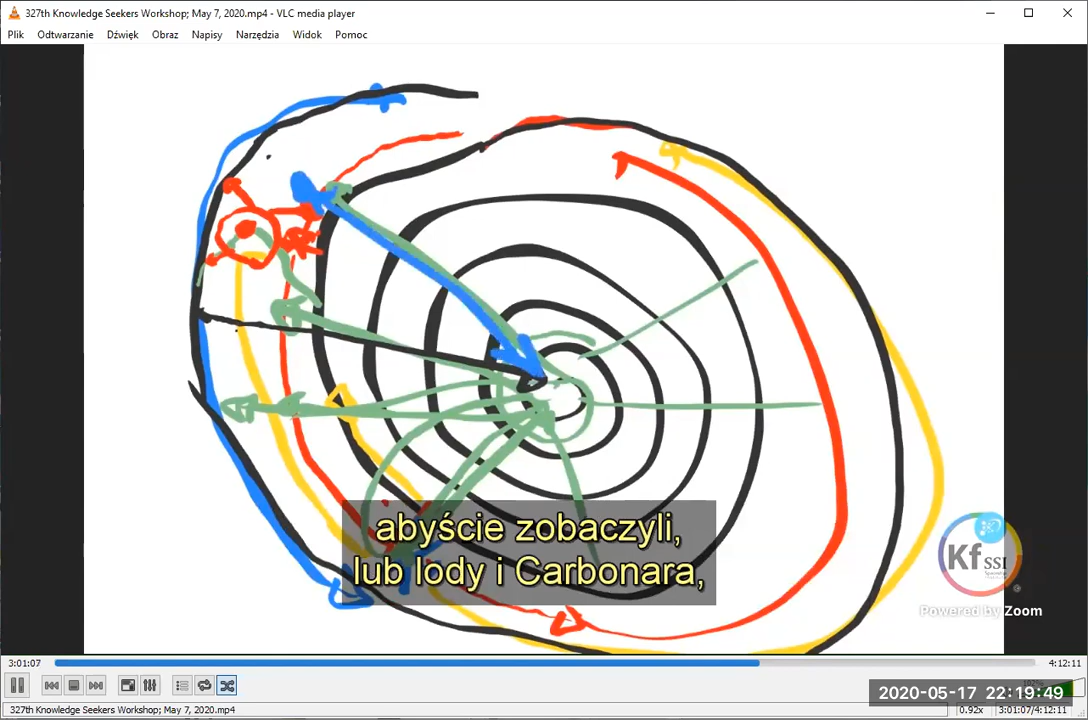 327th Knowledge Seekers Workshop; May 7, 2020.mp4 - VLC media player
Plik Odtwarzanie Dźwięk Obraz Napisy Narzędzia Widok Pomoc
abyście zobaczyli,
lub lody i Carbonara,
Kf SSI
Powered by Zoom
3:01:07 4:12:11
2020-05-17 22:19:49
327th Knowledge Seekers Workshop; May 7, 2020.mp4 0.92x 3:01:07/4:12:11